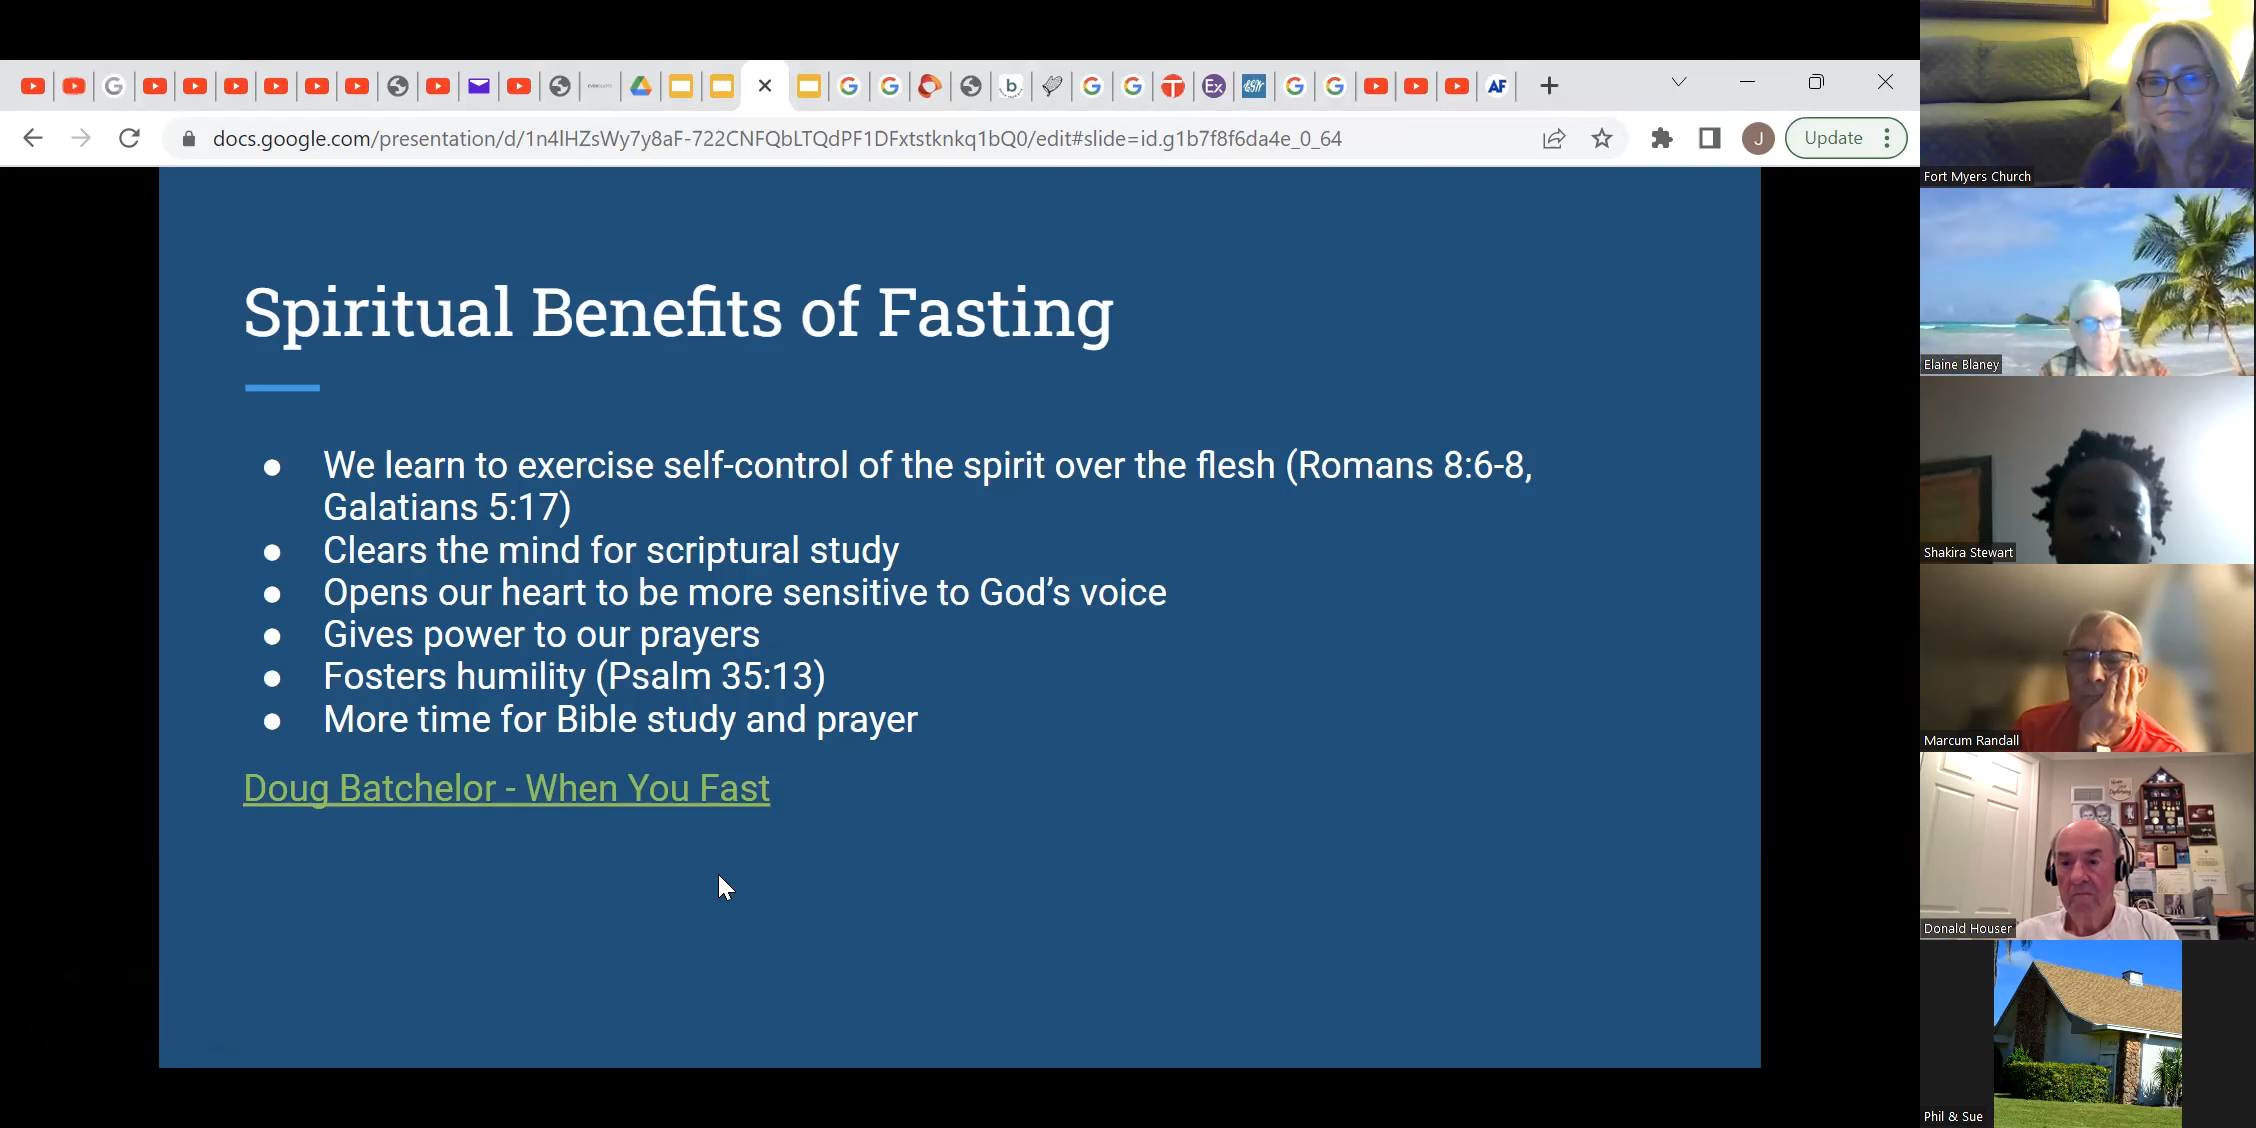 docs.google.com/presentation/d/1n4lHZsWy7y8aF-722CNFQbLTQdPF1DFxtstknkq1bQ0/edit#slide=id.g1b7f8f6da4e_0_64
J
Update
b
Ex
AF
Spiritual Benefits of Fasting
● We learn to exercise self-control of the spirit over the flesh (Romans 8:6-8,
Galatians 5:17)
● Clears the mind for scriptural study
● Opens our heart to be more sensitive to God’s voice
● Gives power to our prayers
● Fosters humility (Psalm 35:13)
● More time for Bible study and prayer
Doug Batchelor - When You Fast
Fort Myers Church
Elaine Blaney
Shakira Stewart
Marcum Randall
Donald Houser
Phil & Sue